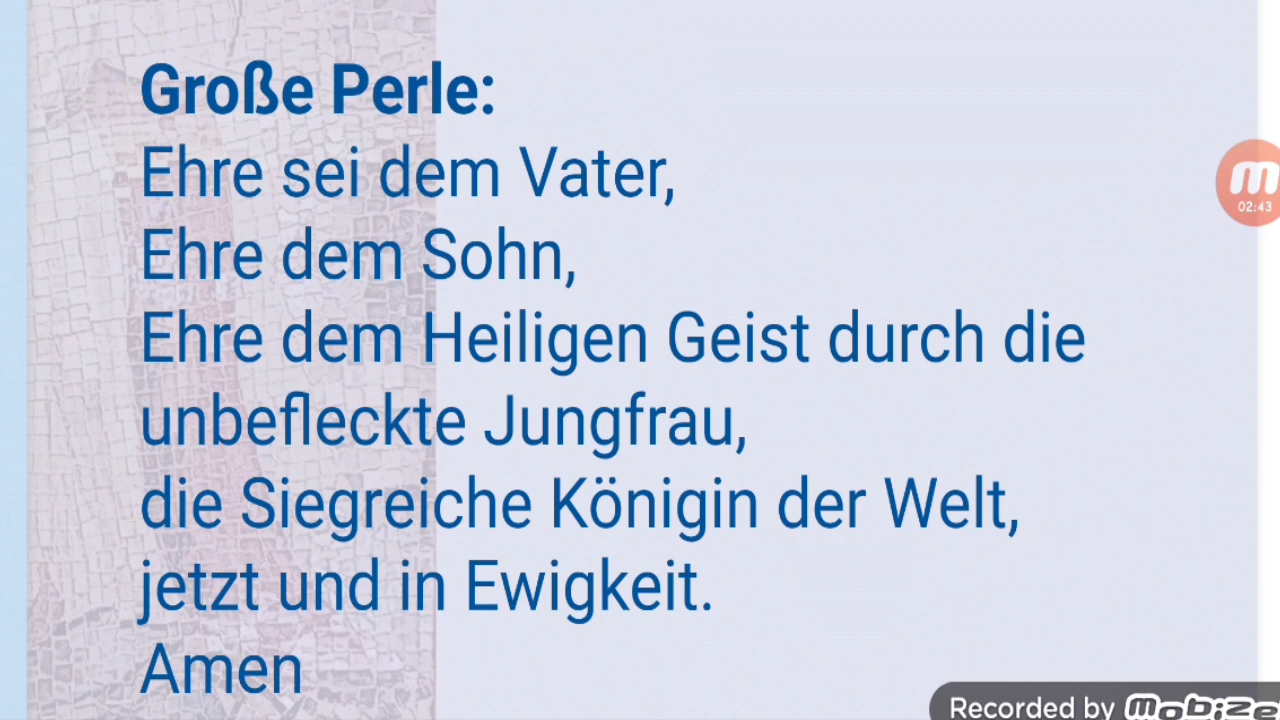 Große Perle:
Ehre sei dem Vater,
Ehre dem Sohn,
Ehre dem Heiligen Geist durch die
unbefleckte Jungfrau,
die Siegreiche Königin der Welt,
jetzt und in Ewigkeit.
Amen
m
02:43
Recorded by mobizen